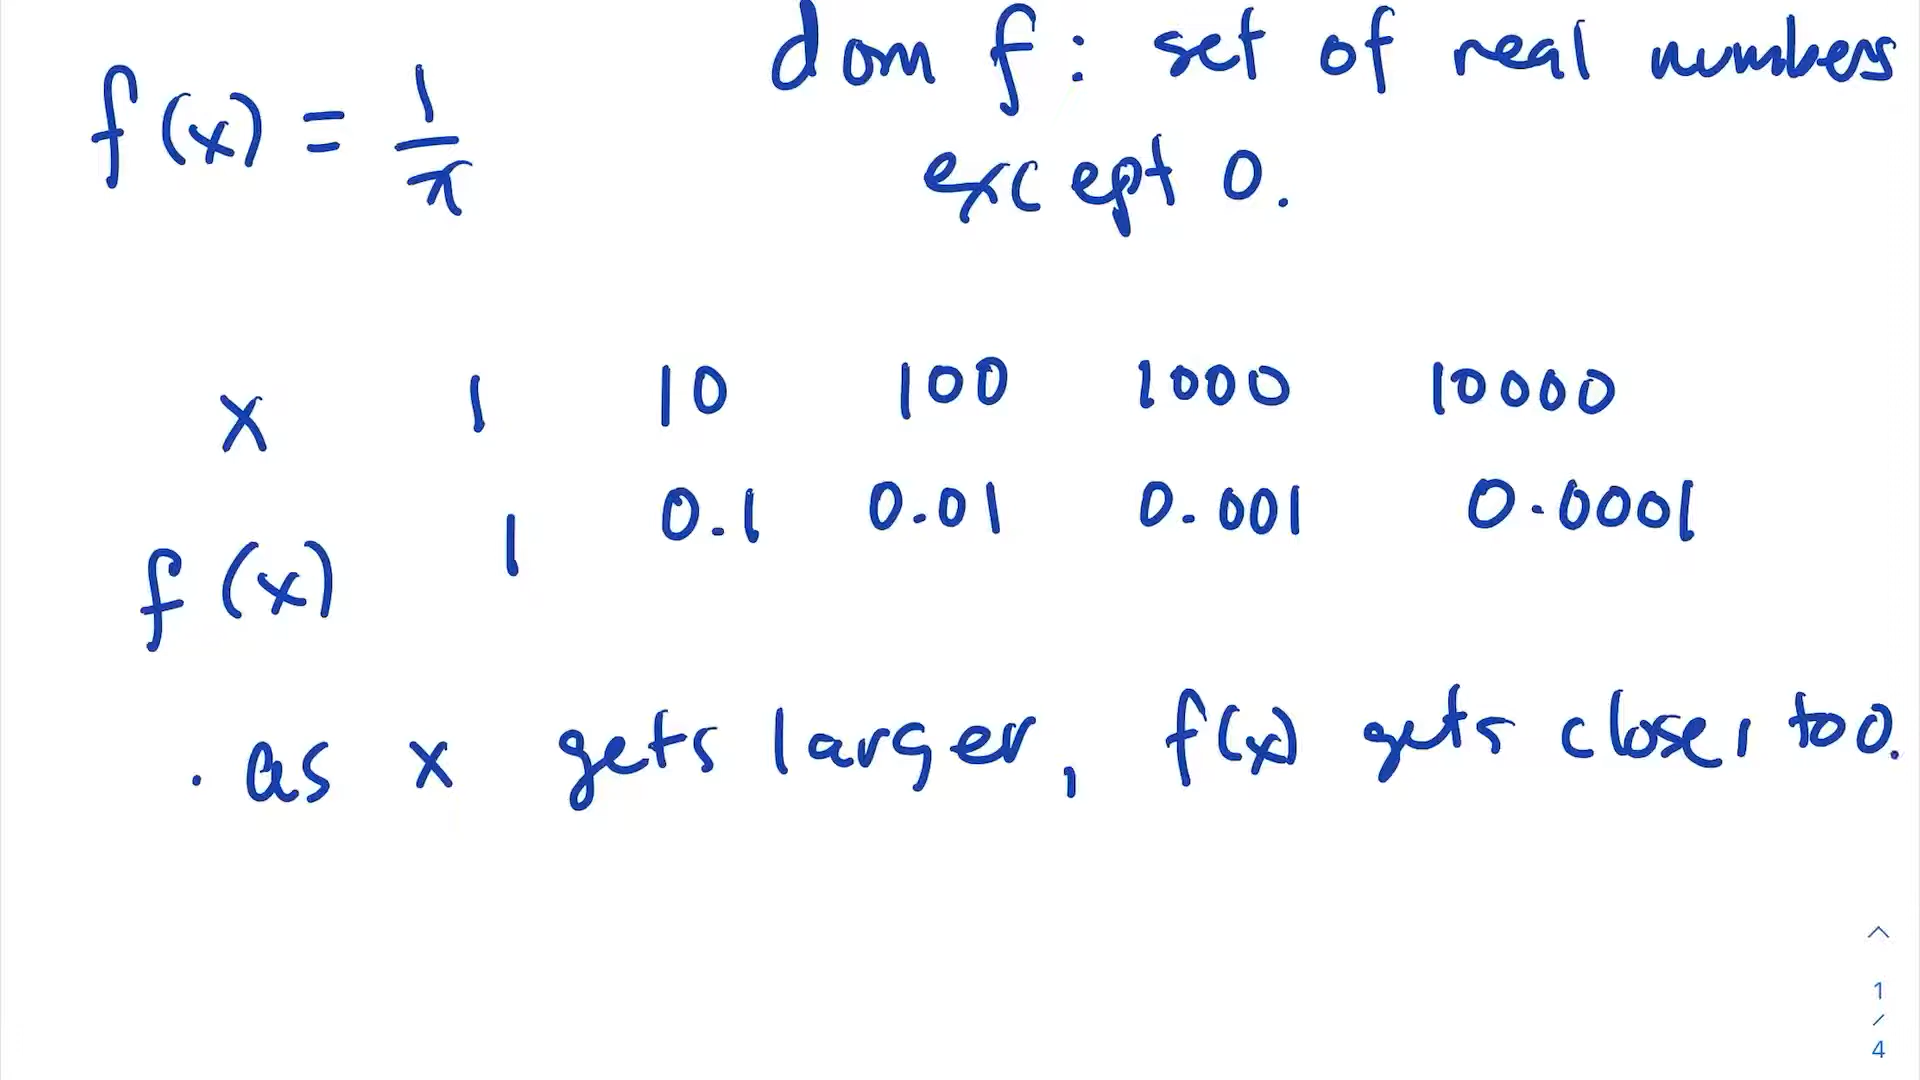 f(x) = 1/x
dom f: set of real numbers
except 0.
x 1 10 100 1000 10000
f(x) 1 0.1 0.01 0.001 0.0001
. as x gets larger, f(x) gets closer to 0.
1
/
4